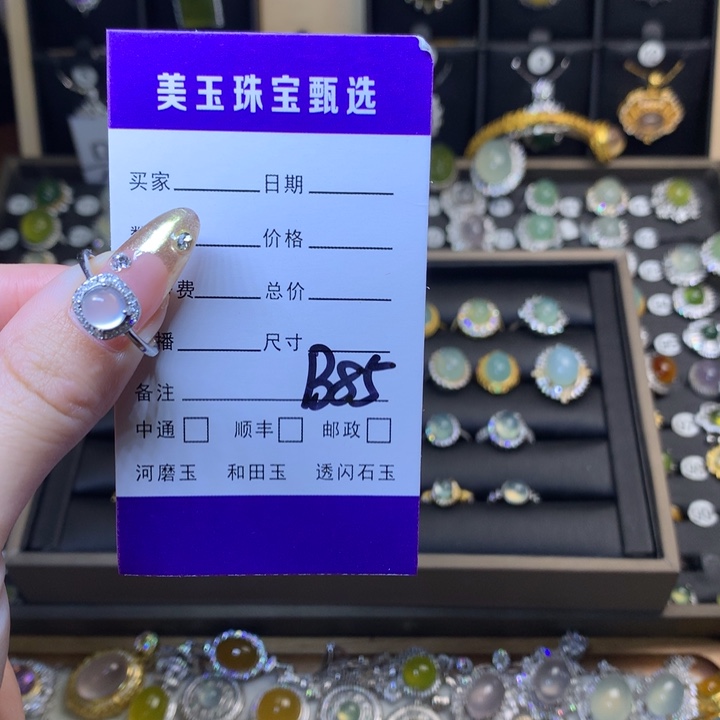 美玉珠宝甄选
买家 日期
价格
费 总价
播 尺寸
B85
备注
中通 顺丰 邮政
河磨玉 和田玉 透闪石玉